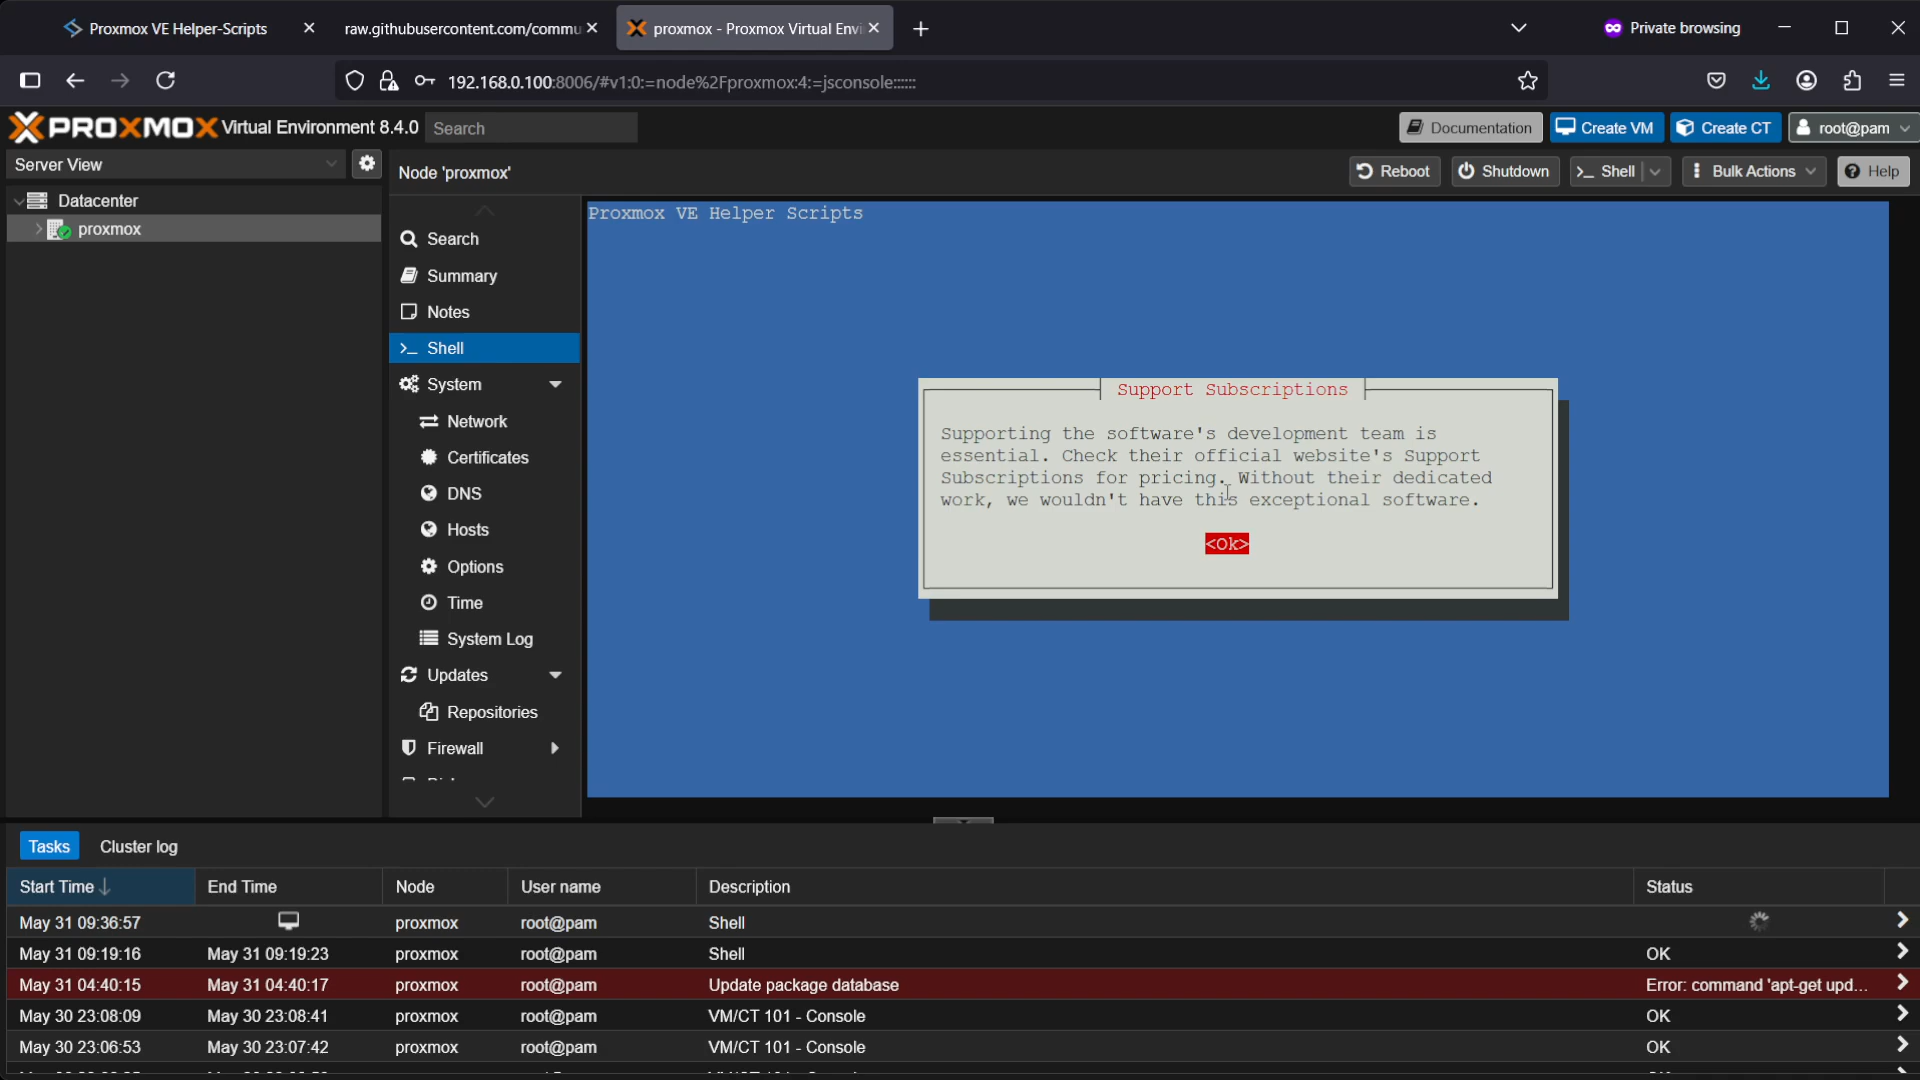 Proxmox VE Helper-Scripts
raw.githubusercontent.com/commu
proxmox - Proxmox Virtual Envi
Private browsing
192.168.0.100:8006/#v1:0:=node%2Fproxmox:4:=jsconsole::::::
PROXMOX Virtual Environment 8.4.0
Search
Documentation
Create VM
Create CT
root@pam
Server View
Node 'proxmox'
Reboot
Shutdown
>_ Shell
Bulk Actions
Help
Datacenter
proxmox
Search
Summary
Notes
>_ Shell
System
Network
Certificates
DNS
Hosts
Options
Time
System Log
Updates
Repositories
Firewall
Proxmox VE Helper Scripts
Support Subscriptions
Supporting the software's development team is
essential. Check their official website's Support
Subscriptions for pricing. Without their dedicated
work, we wouldn't have this exceptional software.
<Ok>
Tasks
Cluster log
Start Time End Time Node User name Description Status
May 31 09:36:57 proxmox root@pam Shell
May 31 09:19:16 May 31 09:19:23 proxmox root@pam Shell OK
May 31 04:40:15 May 31 04:40:17 proxmox root@pam Update package database Error: command 'apt-get upd...
May 30 23:08:09 May 30 23:08:41 proxmox root@pam VM/CT 101 - Console OK
May 30 23:06:53 May 30 23:07:42 proxmox root@pam VM/CT 101 - Console OK